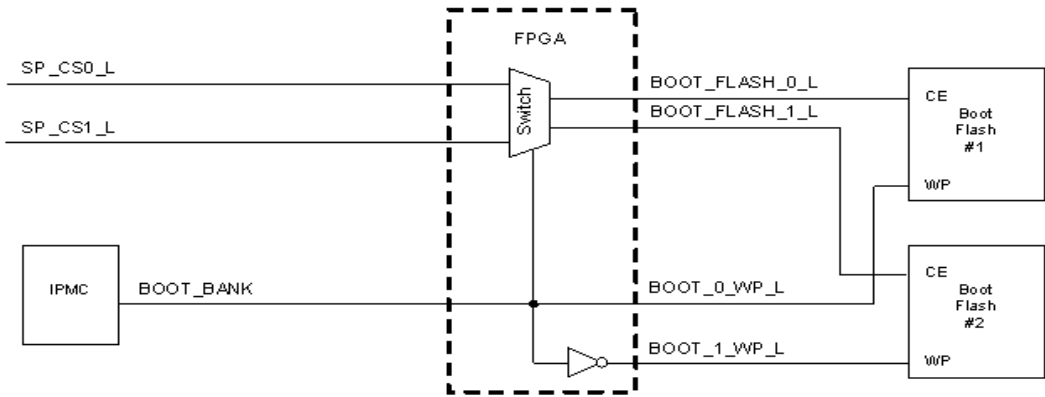 FPGA
SP_CS0_L
BOOT_FLASH_0_L
BOOT_FLASH_1_L
Switch
SP_CS1_L
CE
Boot
Flash
#1
WP
IPMC
BOOT_BANK
BOOT_0_WP_L
BOOT_1_WP_L
CE
Boot
Flash
#2
WP